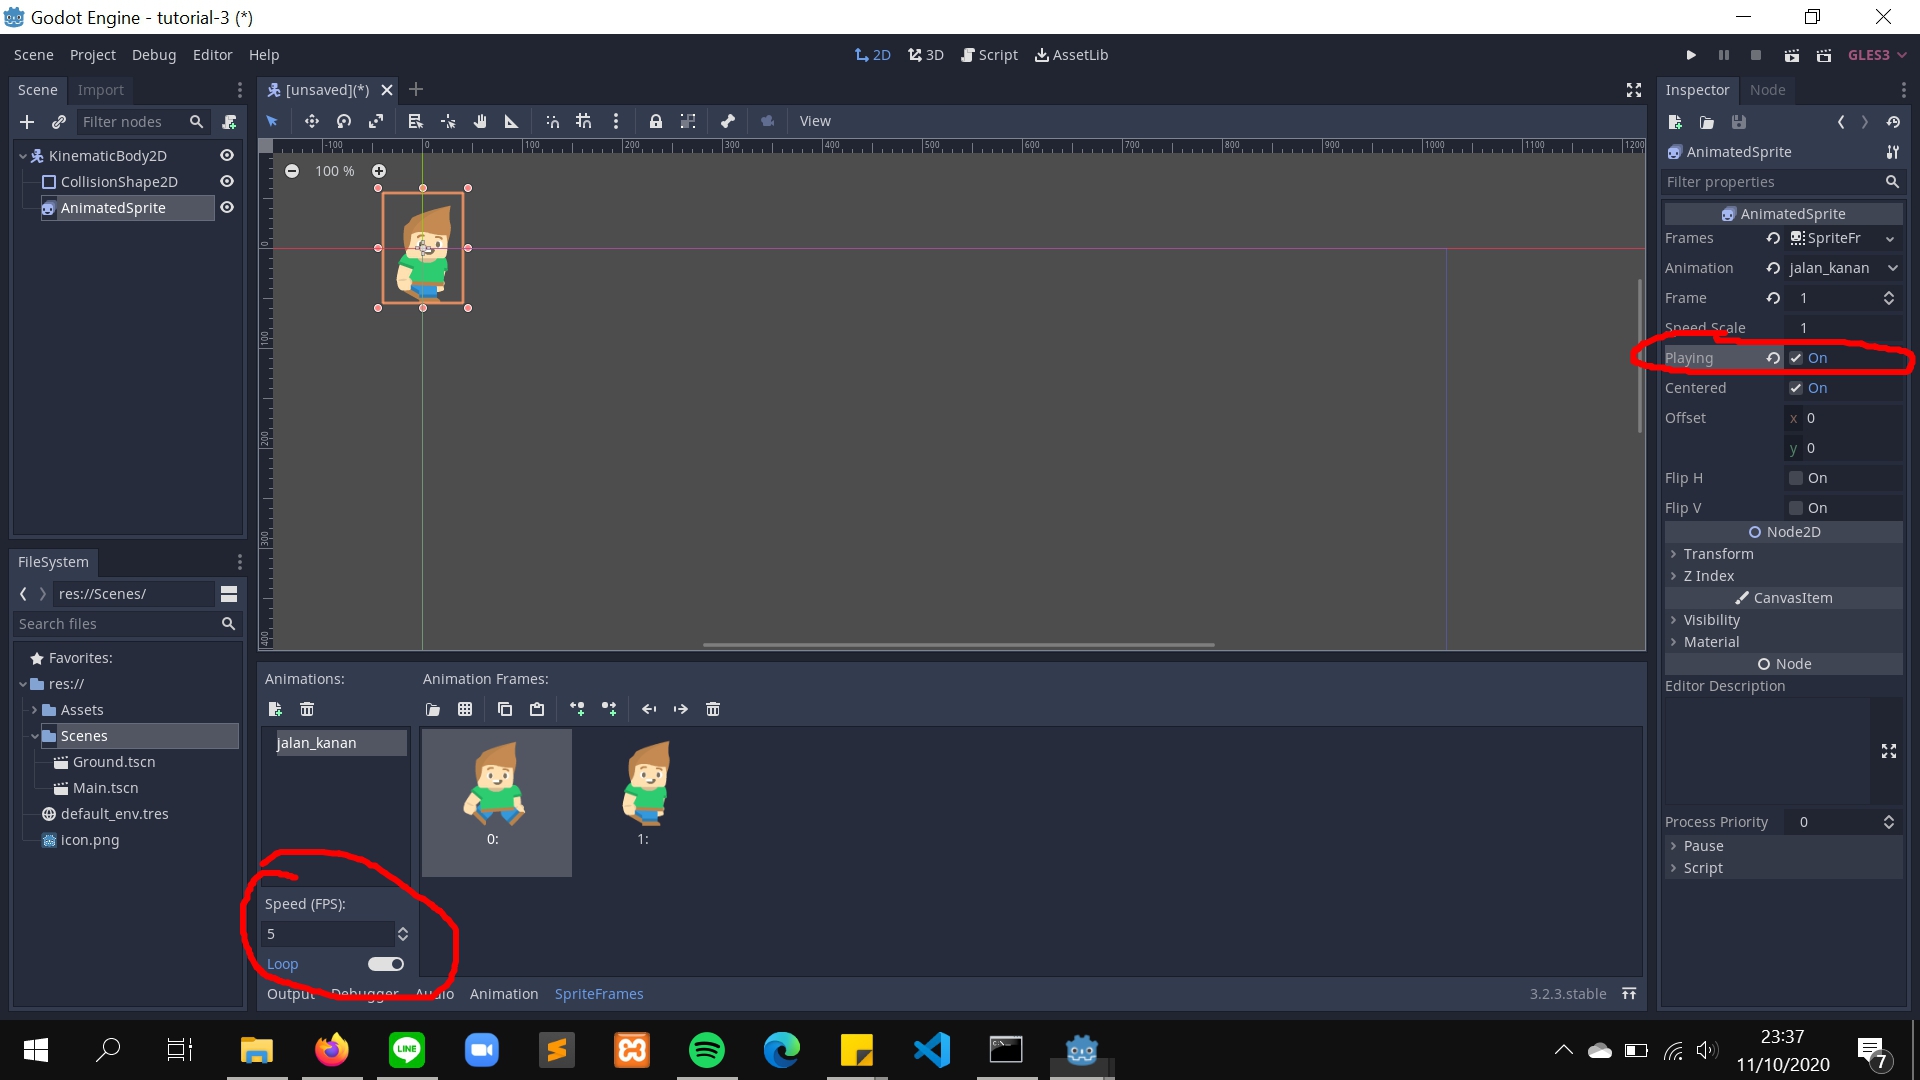 Godot Engine - tutorial-3 (*)
Scene Project Debug Editor Help
2D 3D Script AssetLib
GLES3
Scene Import
[unsaved](*)
Inspector Node
Filter nodes
View
KinematicBody2D
CollisionShape2D
AnimatedSprite
-100 0 100 200 300 400 500 600 700 800 900 1000 1100 1200
100 %
0
100
200
300
400
AnimatedSprite
Filter properties
AnimatedSprite
Frames SpriteFr
Animation jalan_kanan
Frame 1
Speed Scale 1
Playing On
Centered On
Offset x 0
y 0
Flip H On
Flip V On
Node2D
Transform
Z Index
CanvasItem
Visibility
Material
Node
Editor Description
Process Priority 0
Pause
Script
FileSystem
res://Scenes/
Search files
Favorites:
res://
Assets
Scenes
Ground.tscn
Main.tscn
default_env.tres
icon.png
Animations: Animation Frames:
jalan_kanan
0: 1:
Speed (FPS):
5
Loop
Output Debugger Audio Animation SpriteFrames
3.2.3.stable
LINE
23:37
11/10/2020
7